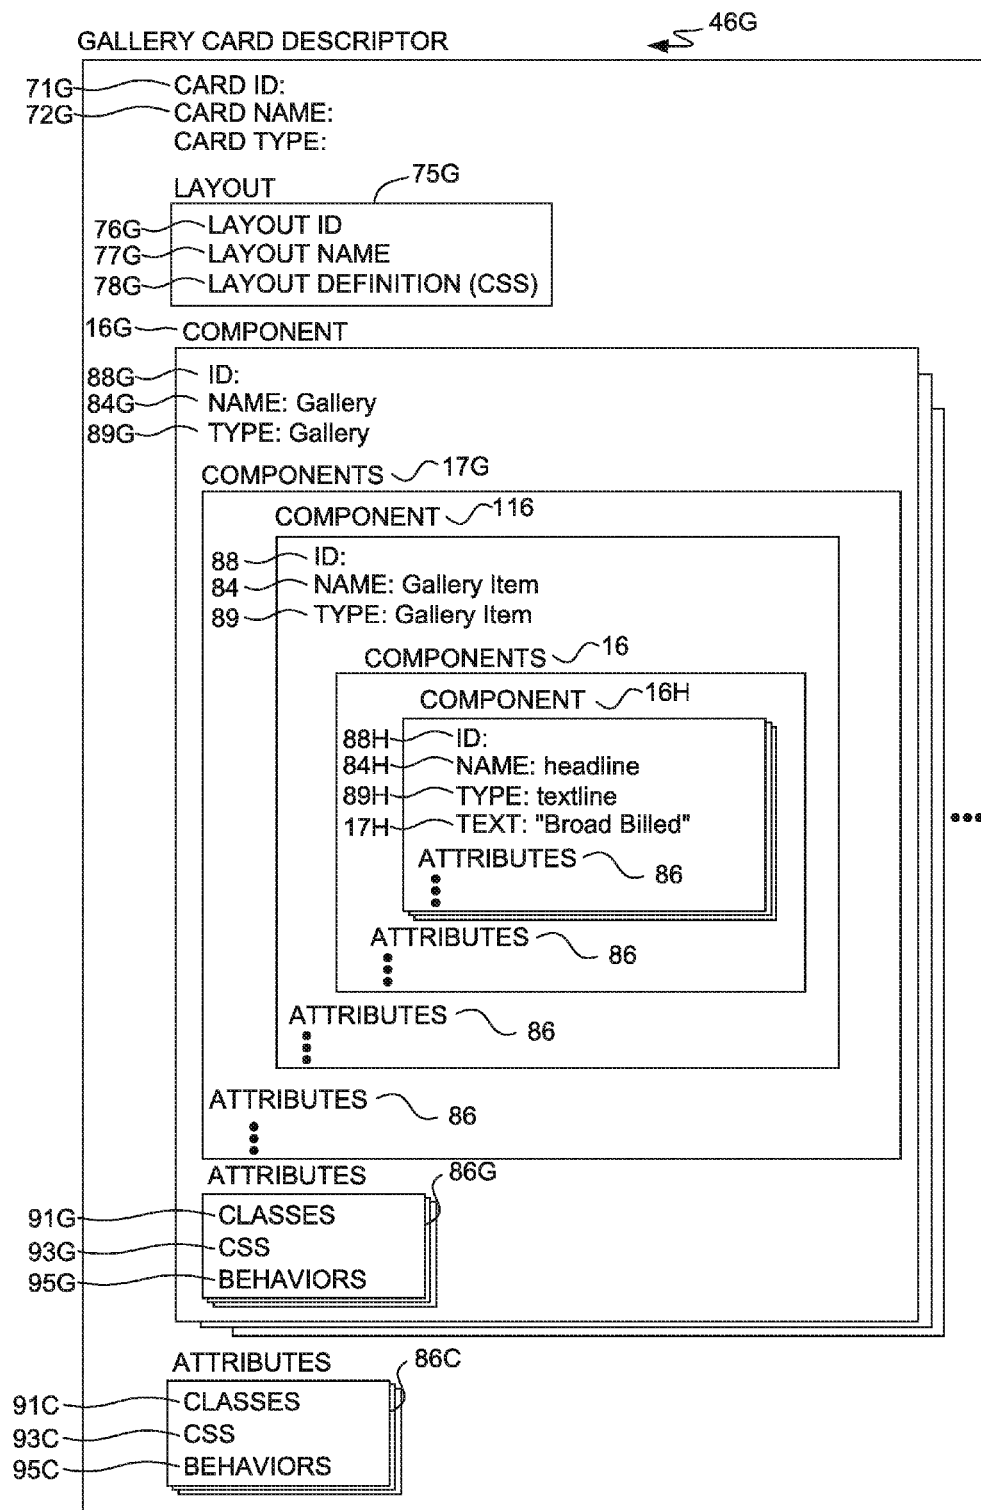 46G
GALLERY CARD DESCRIPTOR
71G CARD ID:
72G CARD NAME:
CARD TYPE:
75G
LAYOUT
76G LAYOUT ID
77G LAYOUT NAME
78G LAYOUT DEFINITION (CSS)
16G COMPONENT
88G ID:
84G NAME: Gallery
89G TYPE: Gallery
COMPONENTS 17G
COMPONENT 116
88 ID:
84 NAME: Gallery Item
89 TYPE: Gallery Item
COMPONENTS 16
COMPONENT 16H
88H ID:
84H NAME: headline
89H TYPE: textline
17H TEXT: "Broad Billed"
ATTRIBUTES 86
ATTRIBUTES 86
ATTRIBUTES 86
ATTRIBUTES 86
ATTRIBUTES 86G
91G CLASSES
93G CSS
95G BEHAVIORS
ATTRIBUTES 86C
91C CLASSES
93C CSS
95C BEHAVIORS